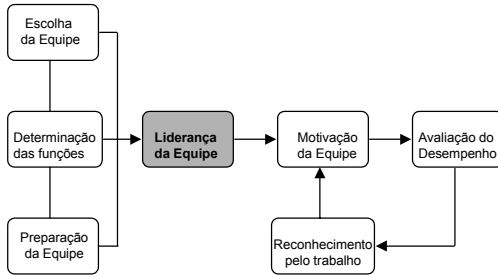 Escolha
da Equipe
Determinação
das funções
Liderança
da Equipe
Motivação
da Equipe
Avaliação do
Desempenho
Preparação
da Equipe
Reconhecimento
pelo trabalho